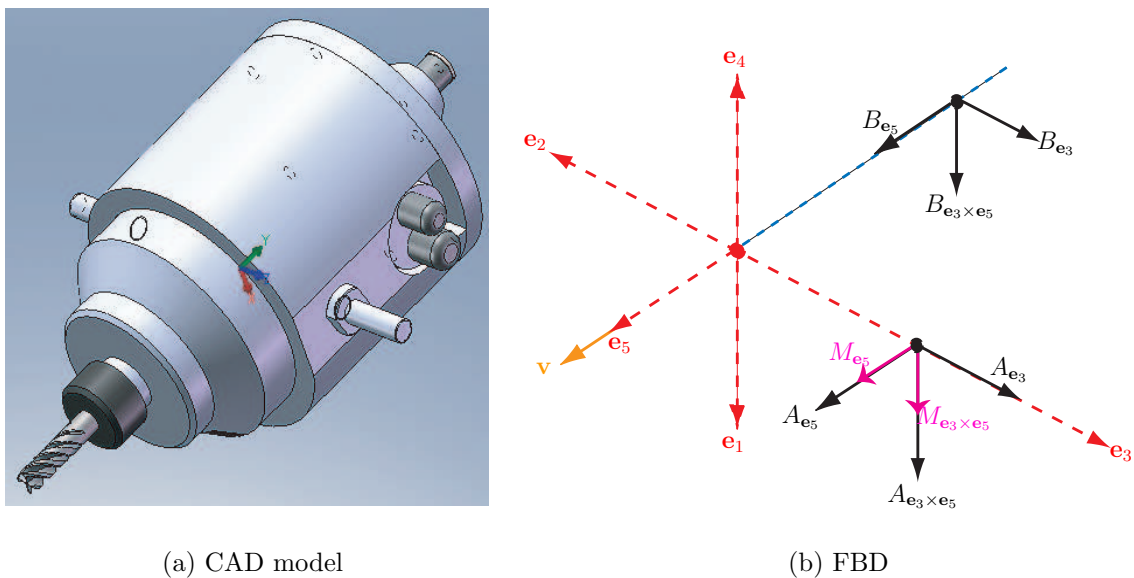 Y
e₄
e₂
B_e₅
B_e₃
B_e₃×e₅
e₅
v
M_e₅
A_e₃
A_e₅
M_e₃×e₅
e₁
e₃
A_e₃×e₅
(a) CAD model
(b) FBD